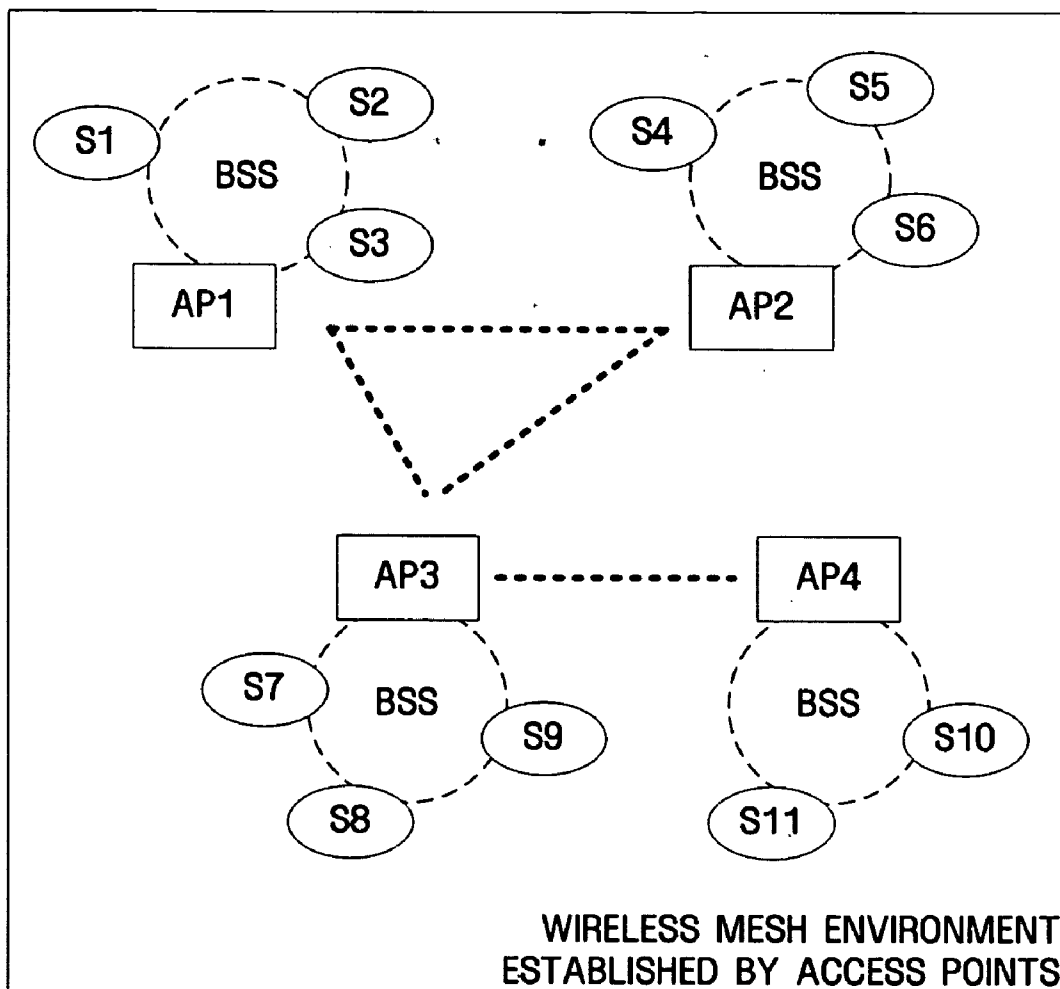 S1
S2
BSS
S3
AP1
S4
S5
BSS
S6
AP2
AP3
S7
BSS
S9
S8
AP4
BSS
S10
S11
WIRELESS MESH ENVIRONMENT
ESTABLISHED BY ACCESS POINTS